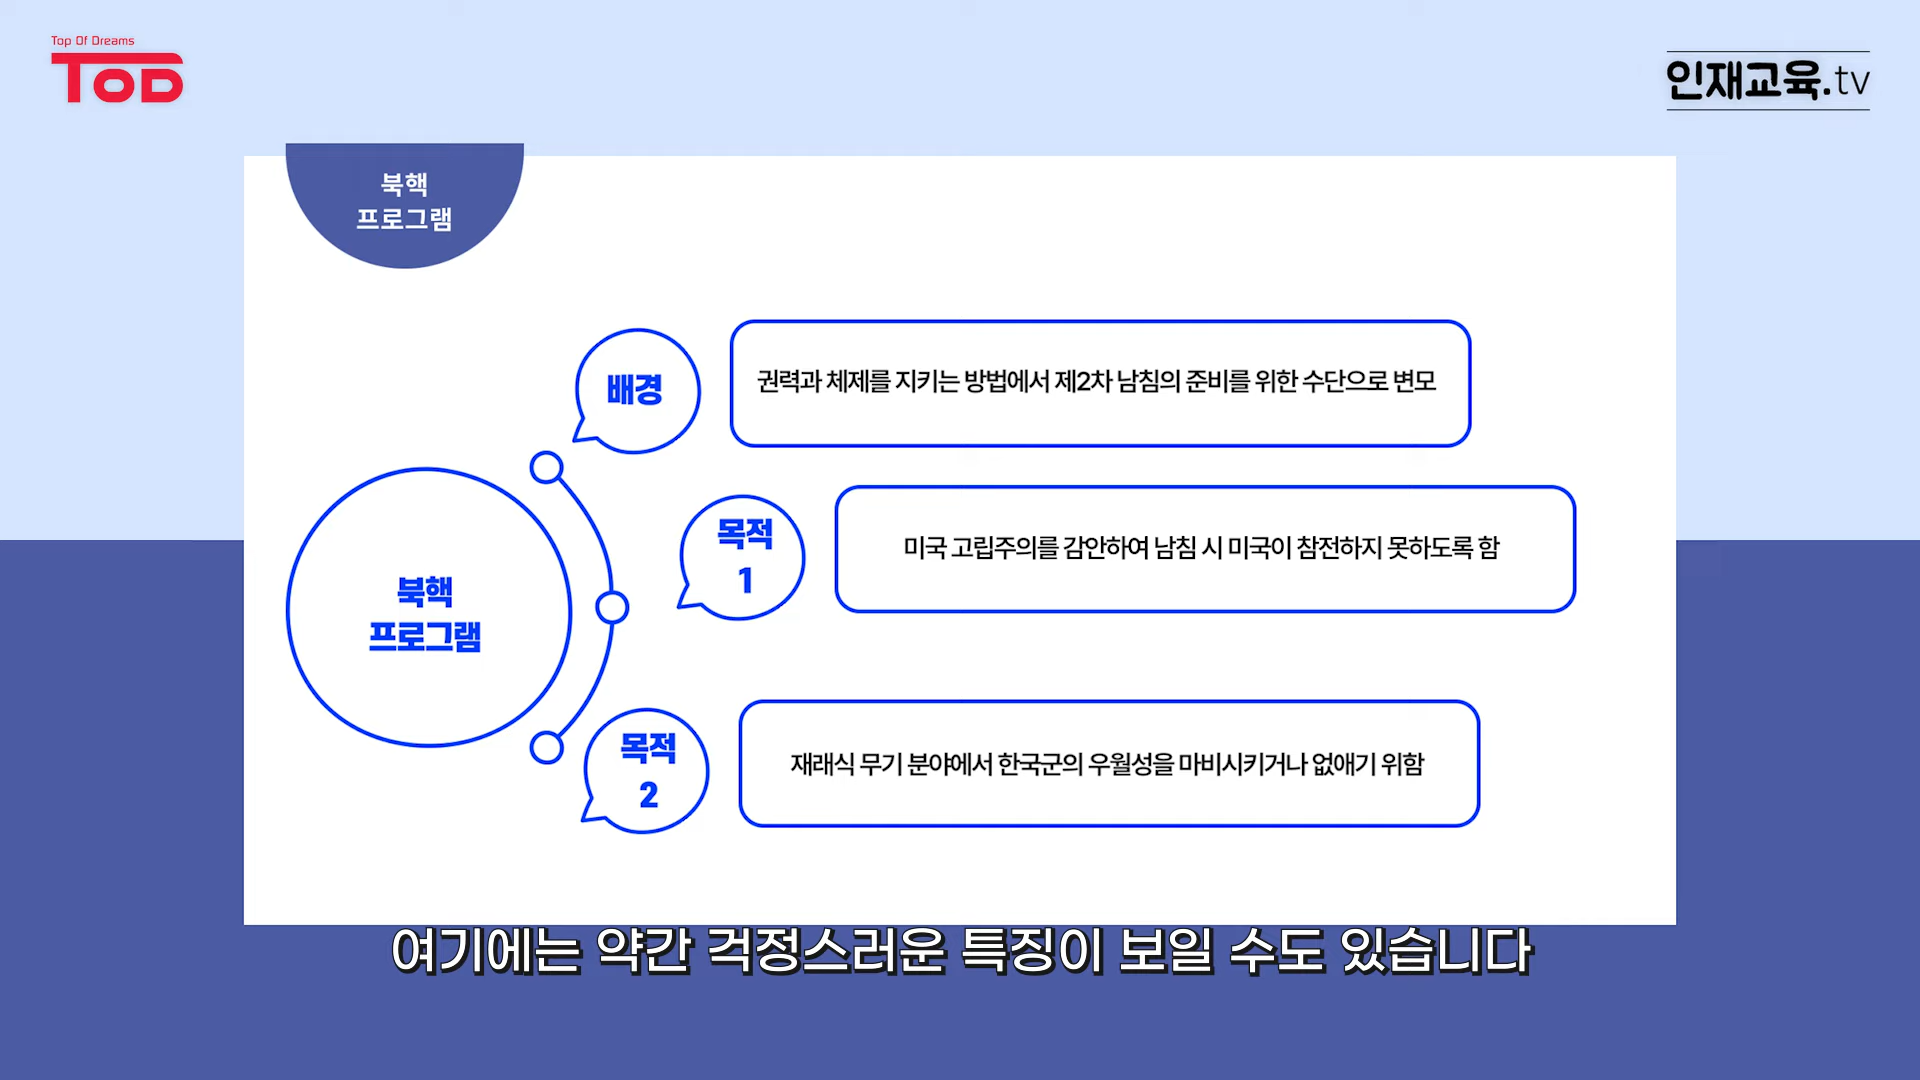 Top Of Dreams
TOD
인재교육.tv
북핵
프로그램
배경
권력과 체제를 지키는 방법에서 제2차 남침의 준비를 위한 수단으로 변모
목적
1
미국 고립주의를 감안하여 남침 시 미국이 참전하지 못하도록 함
북핵
프로그램
목적
2
재래식 무기 분야에서 한국군의 우월성을 마비시키거나 없애기 위함
여기에는 약간 걱정스러운 특징이 보일 수도 있습니다